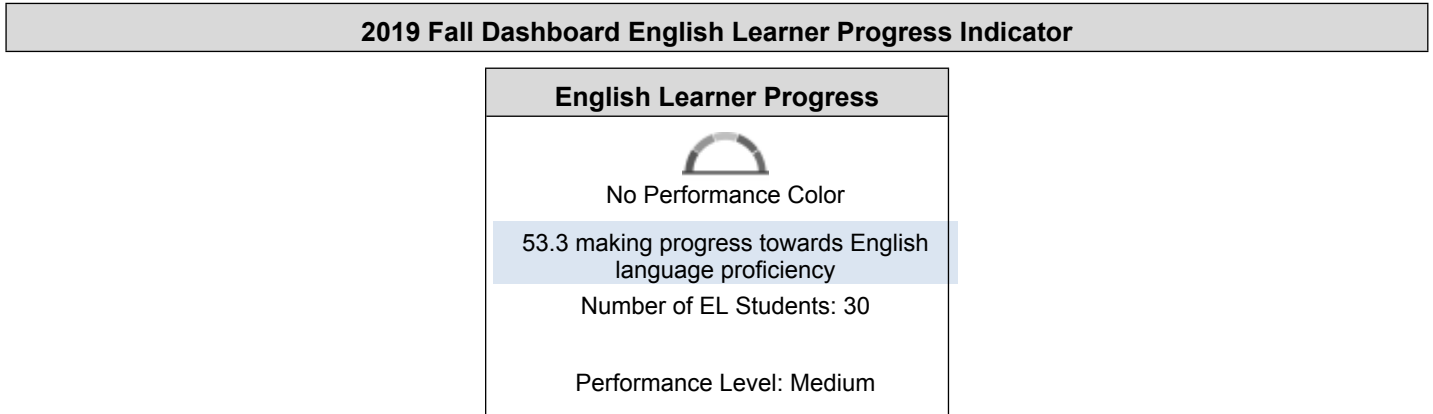 2019 Fall Dashboard English Learner Progress Indicator
English Learner Progress
No Performance Color
53.3 making progress towards English
language proficiency
Number of EL Students: 30
Performance Level: Medium